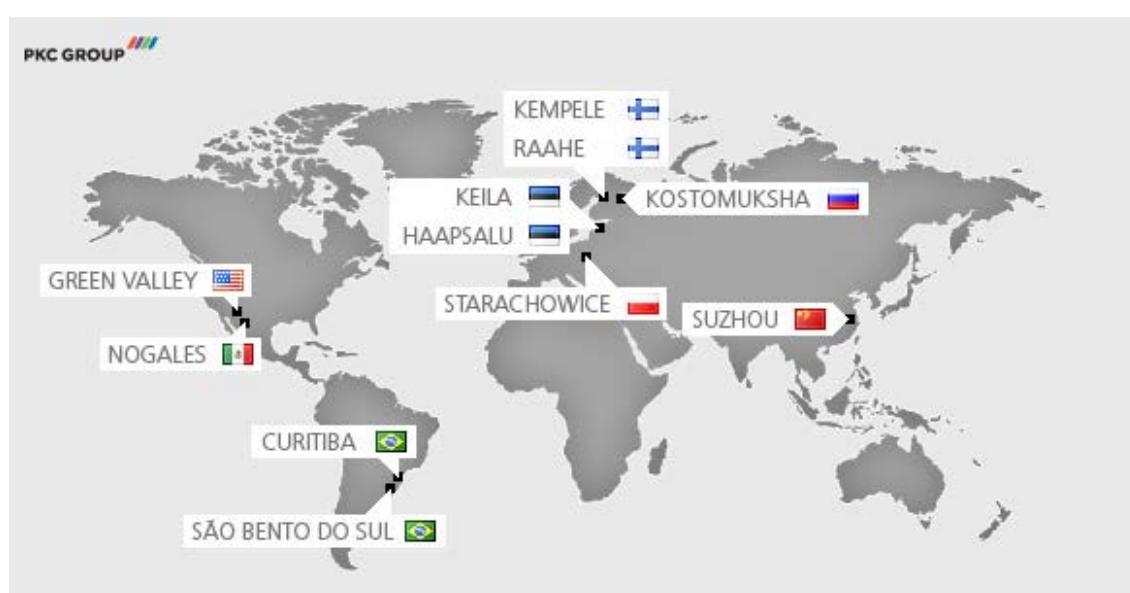 PKC GROUP
KEMPELE
RAAHE
KEILA
KOSTOMUKSHA
HAAPSALU
GREEN VALLEY
STARACHOWICE
SUZHOU
NOGALES
CURITIBA
SÃO BENTO DO SUL